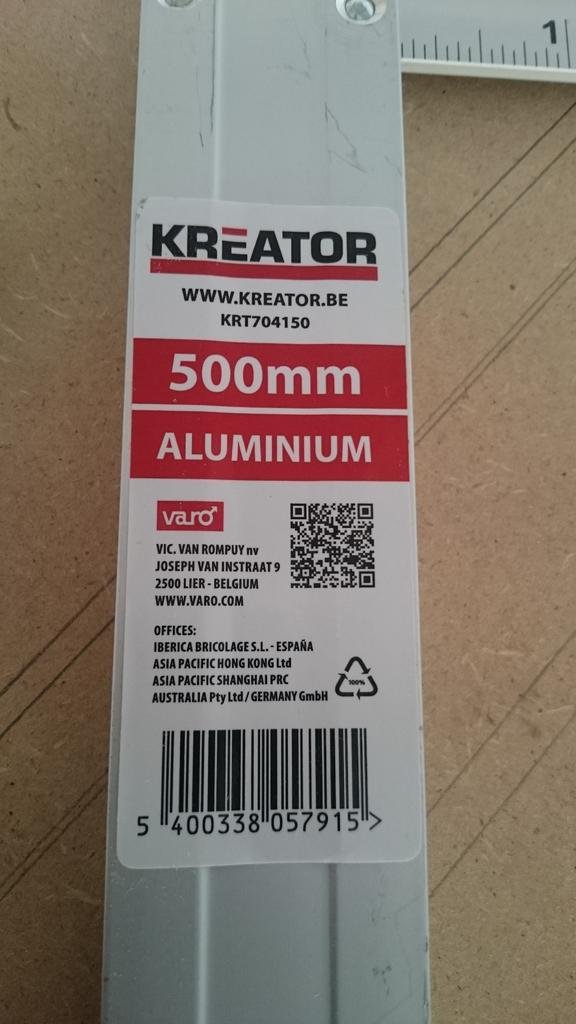 1
KREATOR
WWW.KREATOR.BE
KRT704150
500mm
ALUMINIUM
varo
VIC. VAN ROMPUY nv
JOSEPH VAN INSTRAAT 9
2500 LIER - BELGIUM
WWW.VARO.COM
OFFICES:
IBERICA BRICOLAGE S.L. - ESPAÑA
ASIA PACIFIC HONG KONG Ltd
ASIA PACIFIC SHANGHAI PRC
AUSTRALIA Pty Ltd / GERMANY GmbH
100%
5 400338 057915 >